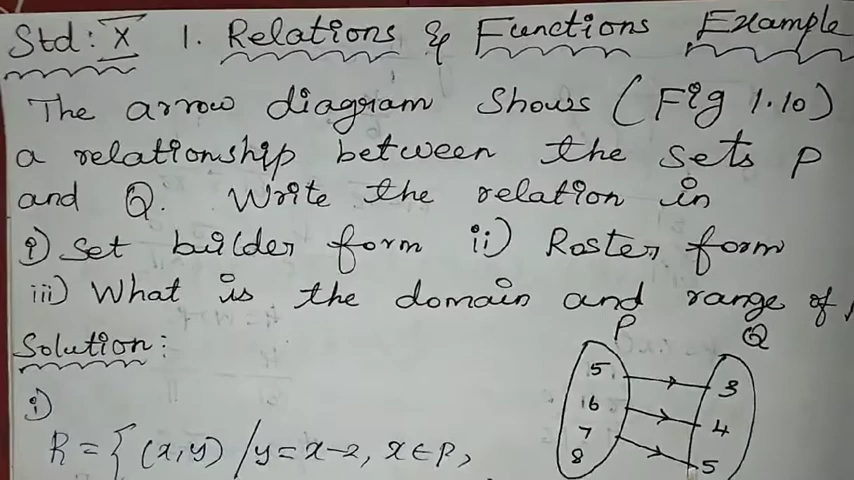 Std: X 1. Relations & Functions Example
The arrow diagram shows (Fig 1.10)
a relationship between the sets P
and Q. Write the relation in
i) Set builder form ii) Roster form
iii) What is the domain and range of
P Q
Solution:
5 3
6 4
7 5
8
i)
R = { (x,y) / y = x-2, x ∈ P,